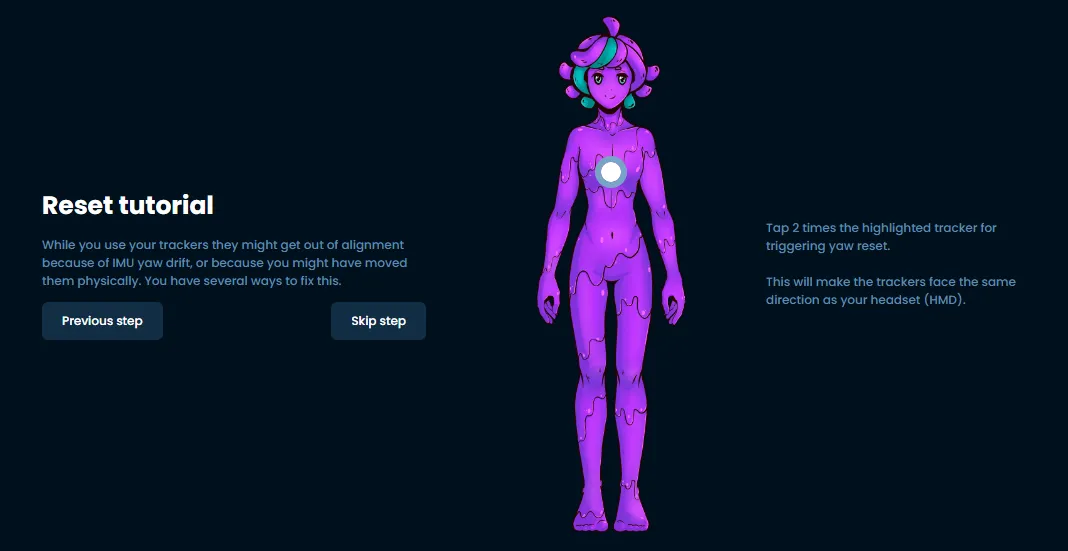 Reset tutorial
While you use your trackers they might get out of alignment
because of IMU yaw drift, or because you might have moved
them physically. You have several ways to fix this.
Previous step
Skip step
Tap 2 times the highlighted tracker for
triggering yaw reset.
This will make the trackers face the same
direction as your headset (HMD).